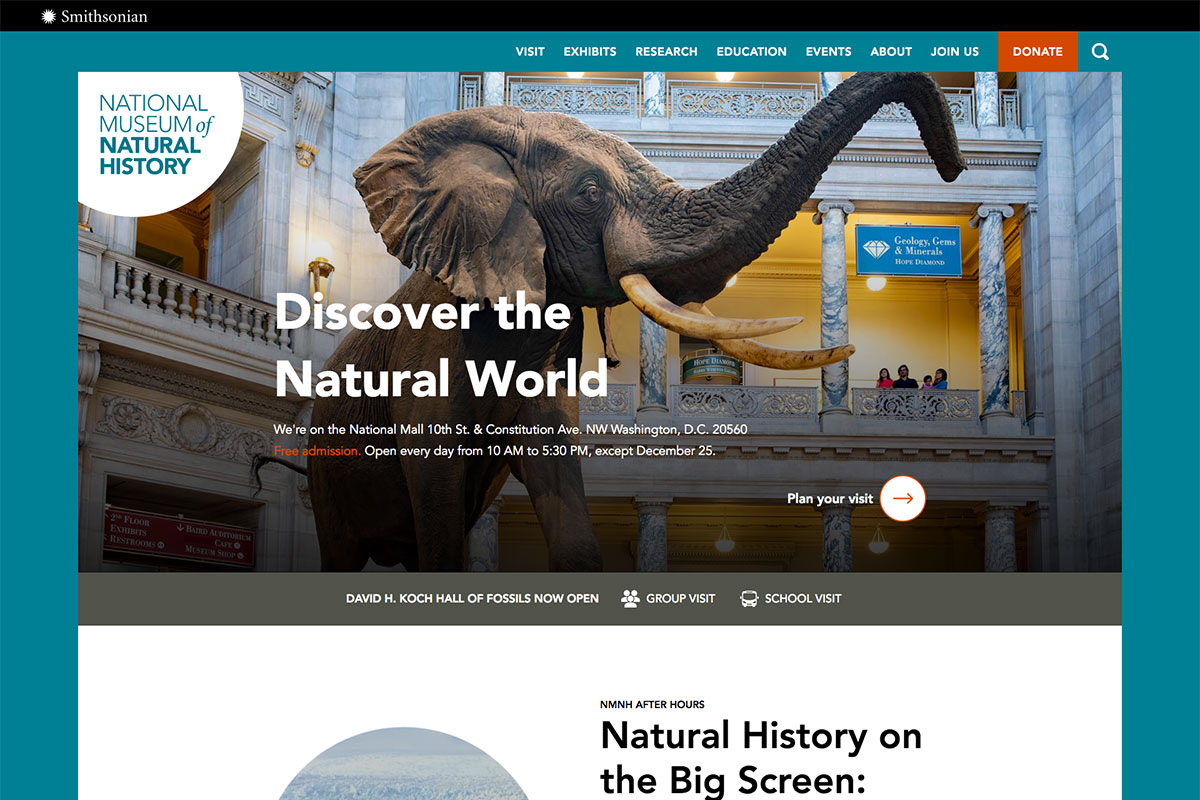 Smithsonian
VISIT EXHIBITS RESEARCH EDUCATION EVENTS ABOUT JOIN US DONATE
NATIONAL
MUSEUM of
NATURAL
HISTORY
Geology, Gems
& Minerals
HOPE DIAMOND
Discover the
Natural World
HOPE DIAMOND
We're on the National Mall 10th St. & Constitution Ave. NW Washington, D.C. 20560
Free admission. Open every day from 10 AM to 5:30 PM, except December 25.
Plan your visit
2ND FLOOR
EXHIBITS
RESTROOMS
BAIRD AUDITORIUM
CAFE
MUSEUM SHOP
DAVID H. KOCH HALL OF FOSSILS NOW OPEN GROUP VISIT SCHOOL VISIT
NMNH AFTER HOURS
Natural History on
the Big Screen: